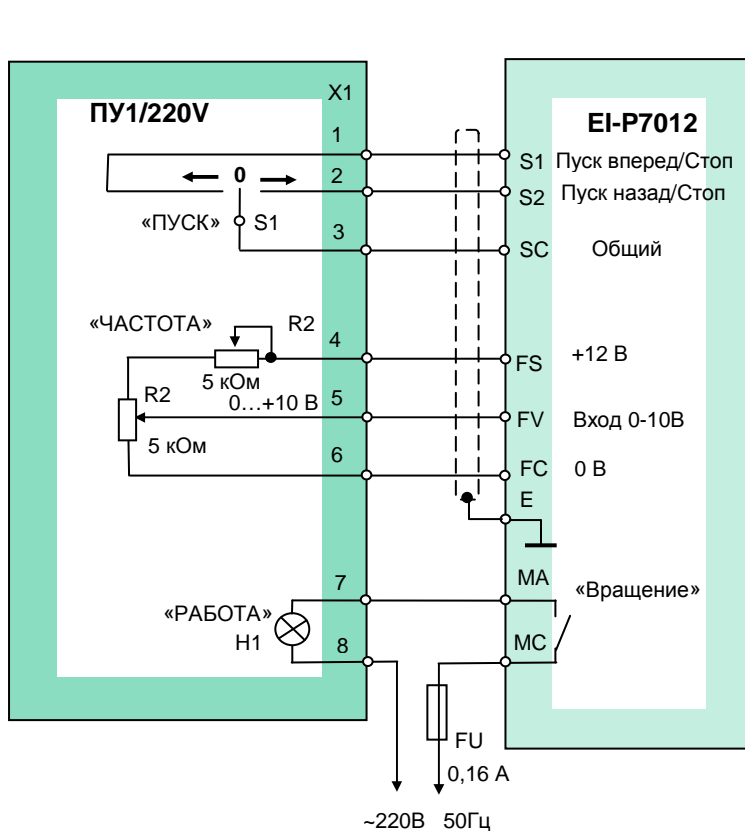 ПУ1/220V
X1
EI-P7012
1
S1 Пуск вперед/Стоп
0
2
S2 Пуск назад/Стоп
«ПУСК» S1
3
SC Общий
«ЧАСТОТА» R2
4
FS +12 В
5 кОм
R2
0…+10 В
5
FV Вход 0-10В
5 кОм
6
FC 0 В
E
7
MA «Вращение»
«РАБОТА»
H1
8
MC
FU
0,16 А
~220В 50Гц